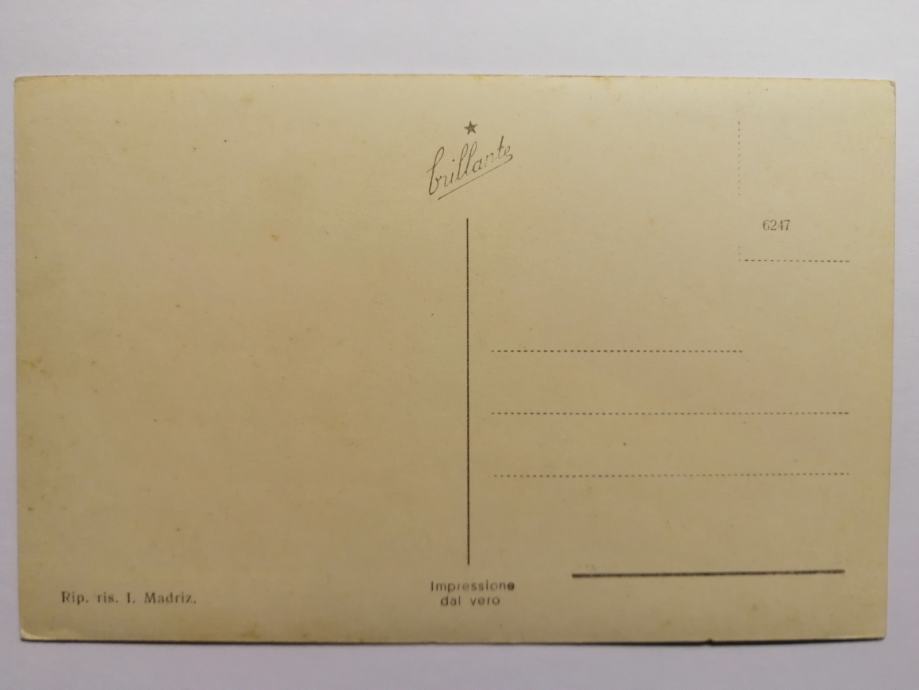 brillante
6247
Impressione
dal vero
Rip. ris. I. Madriz.